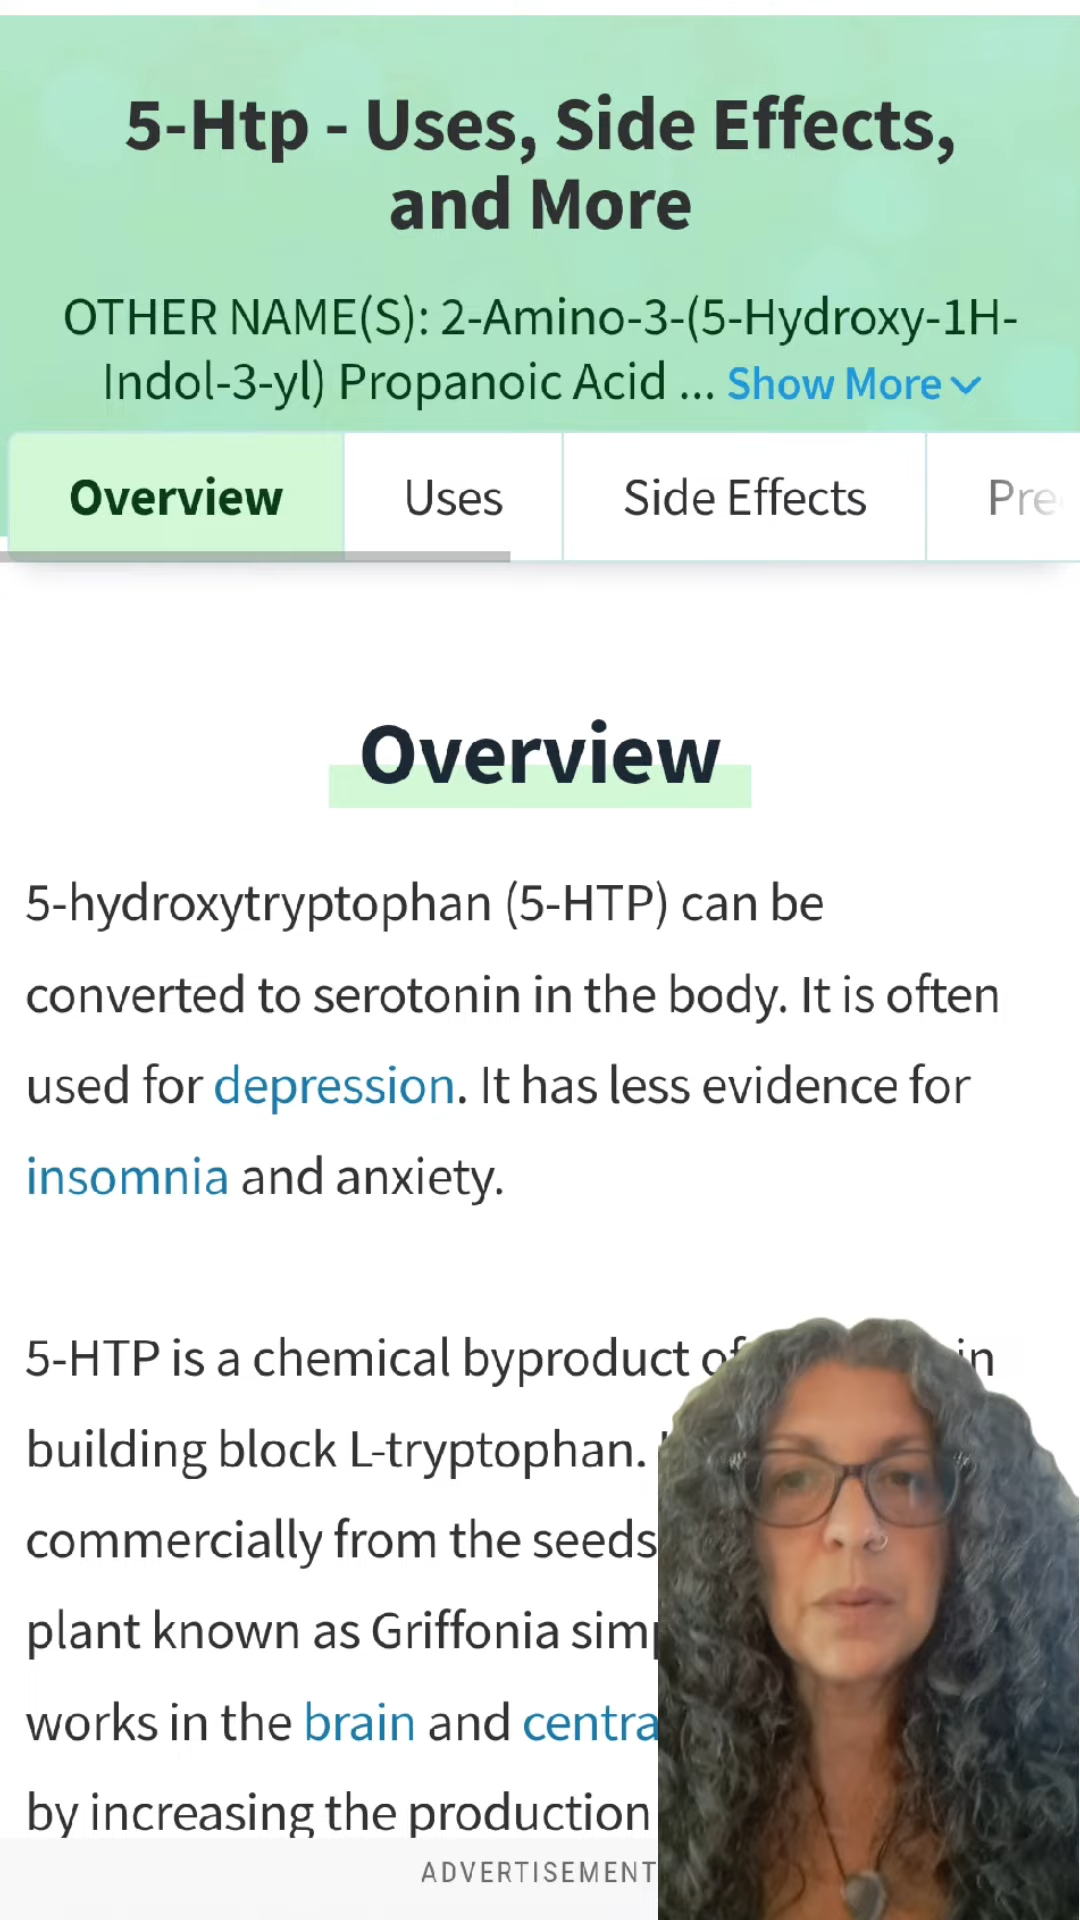 5-Htp - Uses, Side Effects,
and More
OTHER NAME(S): 2-Amino-3-(5-Hydroxy-1H-
Indol-3-yl) Propanoic Acid ... Show More
Overview Uses Side Effects
Overview
5-hydroxytryptophan (5-HTP) can be
converted to serotonin in the body. It is often
used for depression. It has less evidence for
insomnia and anxiety.
5-HTP is a chemical byproduct of in
building block L-tryptophan.
commercially from the seeds
plant known as Griffonia
works in the brain and
by increasing the production
ADVERTISEMENT